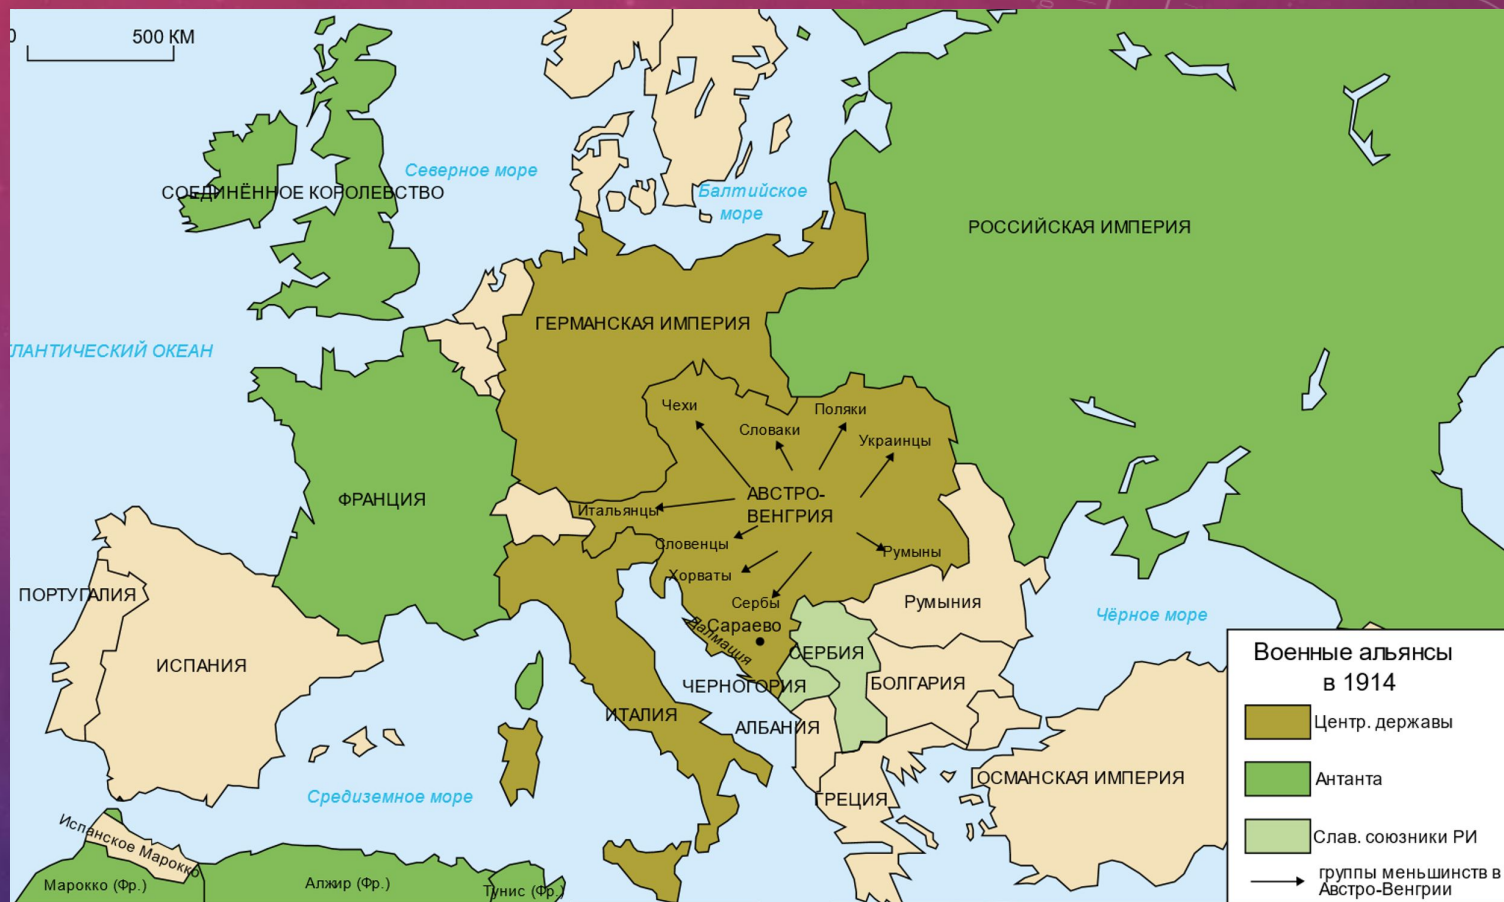 0
500 КМ
Северное море
СОЕДИНЁННОЕ КОРОЛЕВСТВО
Балтийское
море
РОССИЙСКАЯ ИМПЕРИЯ
ГЕРМАНСКАЯ ИМПЕРИЯ
ТЛАНТИЧЕСКИЙ ОКЕАН
Чехи
Поляки
Словаки
Украинцы
ФРАНЦИЯ
АВСТРО-
ВЕНГРИЯ
Итальянцы
Словенцы
Румыны
Хорваты
Сербы
Румыния
ПОРТУГАЛИЯ
Чёрное море
Сараево
Далмация
СЕРБИЯ
ИСПАНИЯ
ЧЕРНОГОРИЯ
БОЛГАРИЯ
ИТАЛИЯ
АЛБАНИЯ
ОСМАНСКАЯ ИМПЕРИЯ
Средиземное море
ГРЕЦИЯ
Испанское Марокко
Марокко (Фр.)
Алжир (Фр.)
Тунис (Фр.)
Военные альянсы
в 1914
Центр. державы
Антанта
Слав. союзники РИ
группы меньшинств в
Австро-Венгрии